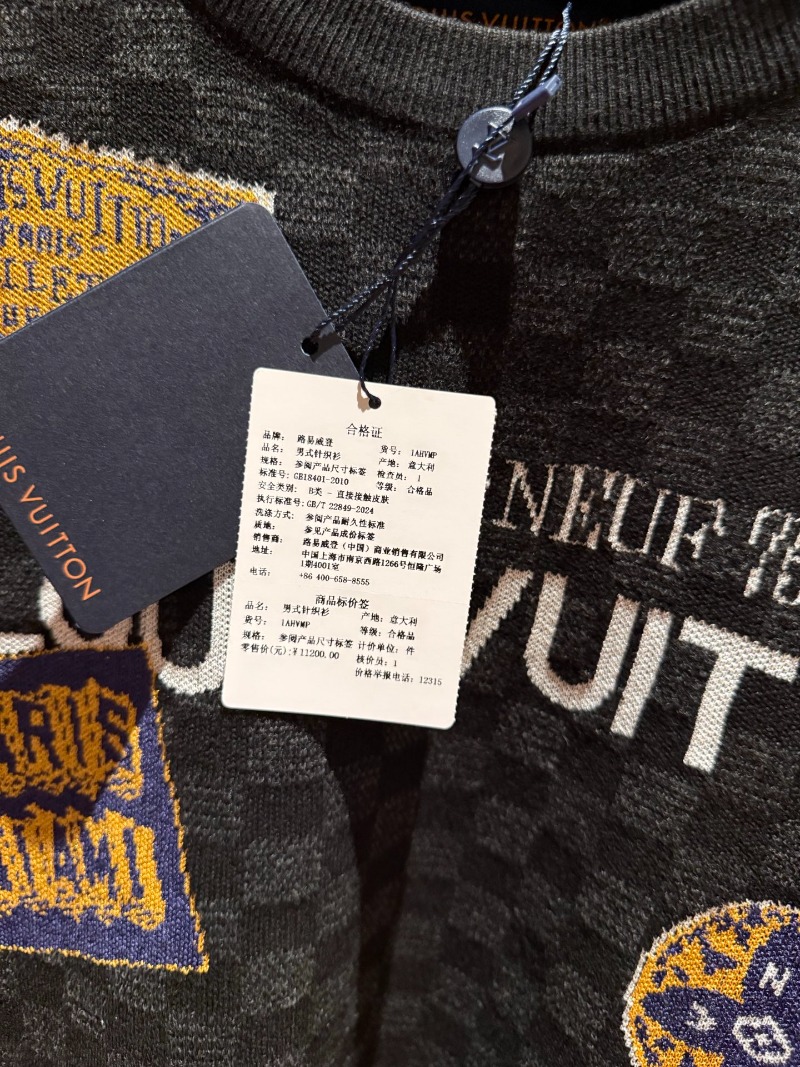 LOUIS VUITTON
VUITTON
PARIS
NEUF
LOUIS VUIT
合格证
品牌: 路易威登 货号: 1AHVMP
品名: 男式针织衫 产地: 意大利
规格: 参阅产品尺寸标签 检查员: 1
标准号: GB18401-2010 等级: 合格品
安全类别: B类 - 直接接触皮肤
执行标准号: GB/T 22849-2024
洗涤方式: 参阅产品耐久性标签
质地: 参见产品成份标签
销售商: 路易威登(中国)商业销售有限公司
地址: 中国上海市南京西路1266号恒隆广场
1期4001室
电话: +86 400-658-8555
商品标价签
品名: 男式针织衫 产地: 意大利
货号: 1AHVMP 等级: 合格品
规格: 参阅产品尺寸标签 计价单位: 件
零售价(元):¥11200.00 核价员: 1
价格举报电话: 12315
UIS VUITTON
N